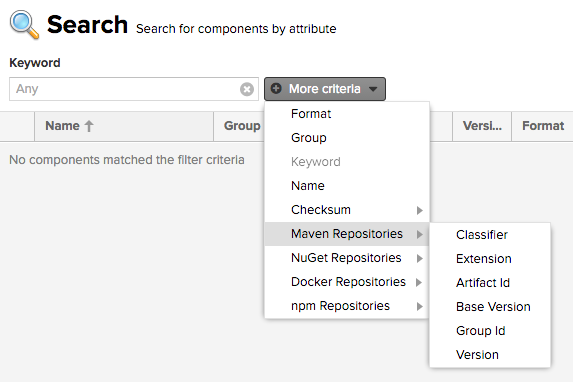 Search Search for components by attribute
Keyword
Any More criteria
Name Group Versi... Format
No components matched the filter criteria
Format
Group
Keyword
Name
Checksum
Maven Repositories
NuGet Repositories
Docker Repositories
npm Repositories
Classifier
Extension
Artifact Id
Base Version
Group Id
Version